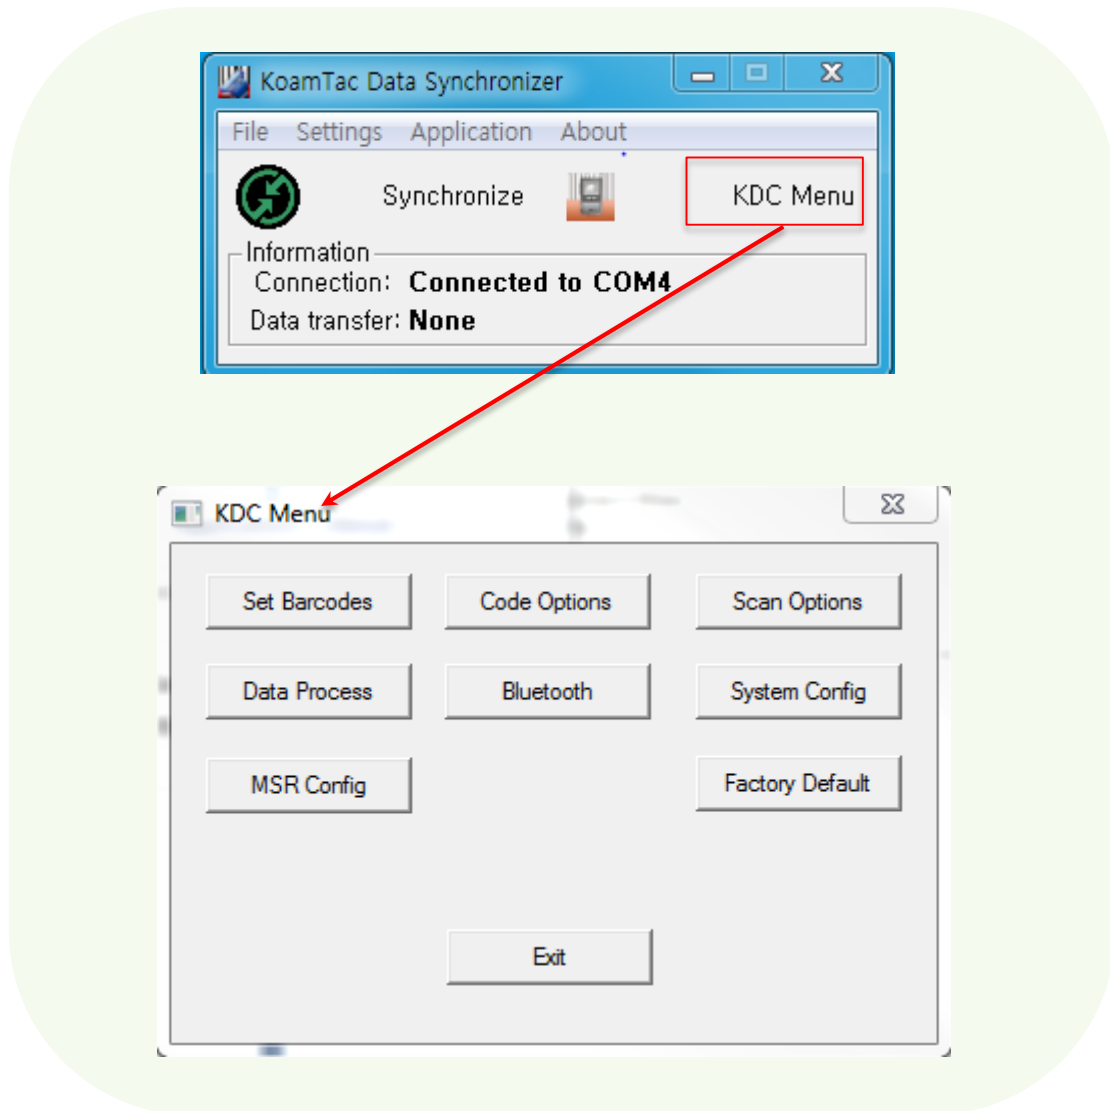 KoamTac Data Synchronizer
File Settings Application About
Synchronize KDC Menu
Information
Connection: Connected to COM4
Data transfer: None
KDC Menu
Set Barcodes Code Options Scan Options
Data Process Bluetooth System Config
MSR Config Factory Default
Exit